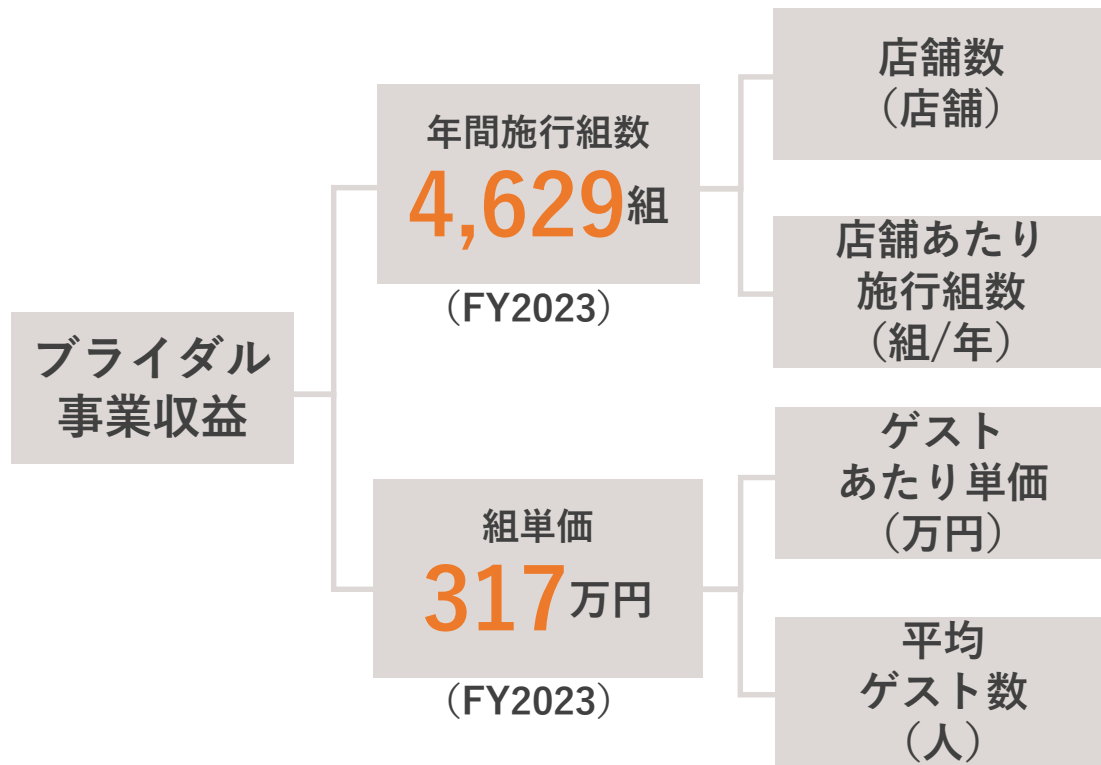 ブライダル
事業収益
年間施行組数
4,629組
（FY2023）
組単価
317万円
（FY2023）
店舗数
（店舗）
店舗あたり
施行組数
（組/年）
ゲスト
あたり単価
（万円）
平均
ゲスト数
（人）